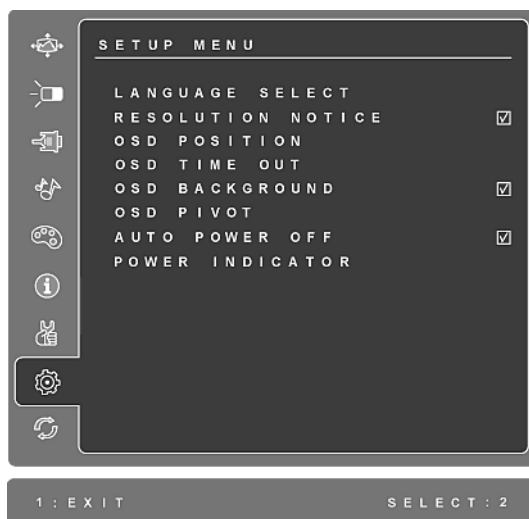 SETUP MENU
LANGUAGE SELECT
RESOLUTION NOTICE
OSD POSITION
OSD TIME OUT
OSD BACKGROUND
OSD PIVOT
AUTO POWER OFF
POWER INDICATOR
1:EXIT SELECT:2